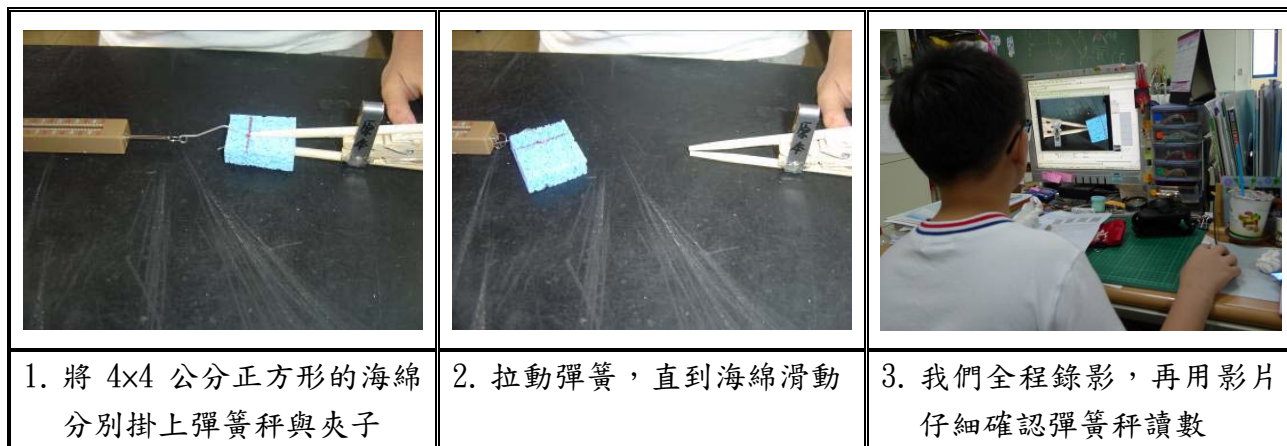 1. 將 4×4 公分正方形的海綿
分別掛上彈簧秤與夾子
2. 拉動彈簧，直到海綿滑動
3. 我們全程錄影，再用影片
仔細確認彈簧秤讀數